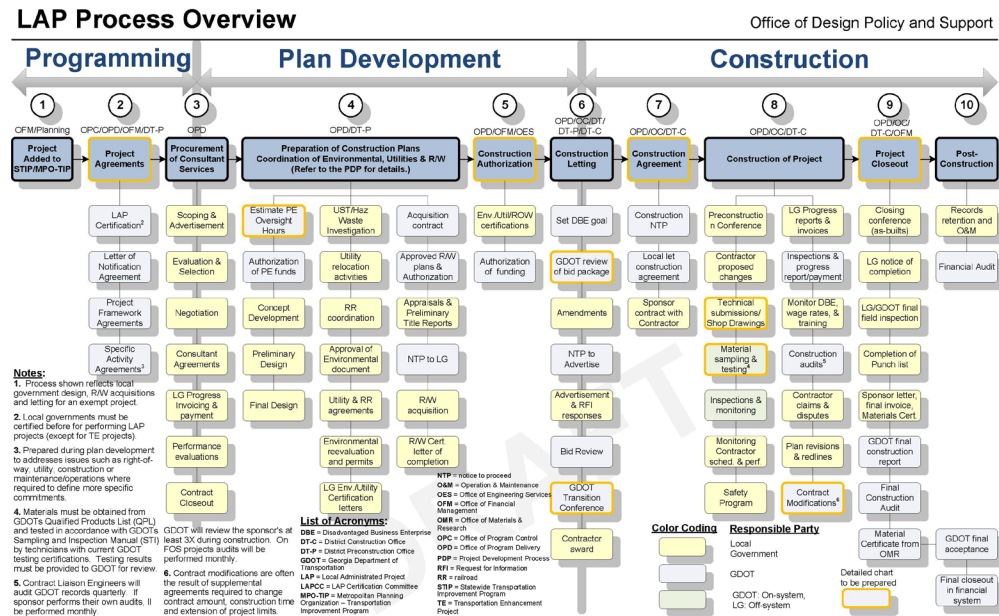 LAP Process Overview
Office of Design Policy and Support
Programming
Plan Development
Construction
1
2
3
4
5
6
7
8
9
10
OFM/Planning
OPC/OPD/OFM/DT-P
OPD
OPD/DT-P
OPD/OFM/OES
OPD/OC/DT/
DT-P/DT-C
OPD/OC/DT-C
OPD/OC/DT-C
OPD/OC/
DT-C/OFM
Project
Added to
STIP/MPO-TIP
Project
Agreements
Procurement
of Consultant
Services
Preparation of Construction Plans
Coordination of Environmental, Utilities & R/W
(Refer to the PDP for details.)
Construction
Authorization
Construction
Letting
Construction
Agreement
Construction of Project
Project
Closeout
Post-
Construction
LAP
Certification2
Letter of
Notification
Agreement
Project
Framework
Agreements
Specific
Activity
Agreements3
Scoping &
Advertisement
Evaluation &
Selection
Negotiation
Consultant
Agreements
LG Progress
Invoicing &
payment
Performance
evaluations
Contract
Closeout
Estimate PE
Oversight
Hours
Authorization
of PE funds
Concept
Development
Preliminary
Design
Final Design
UST/Haz
Waste
Investigation
Utility
relocation
activities
RR
coordination
Approval of
Environmental
document
Utility & RR
agreements
Environmental
reevaluation
and permits
LG Env./Utility
Certification
letters
Acquisition
contract
Approved R/W
plans &
Authorization
Appraisals &
Preliminary
Title Reports
NTP to LG
R/W
acquisition
R/W Cert.
letter of
completion
Env./Util/ROW
certifications
Authorization
of funding
Set DBE goal
GDOT review
of bid package
Amendments
NTP to
Advertise
Advertisement
& RFI
responses
Bid Review
GDOT
Transition
Conference
Contractor
award
Construction
NTP
Local let
construction
agreement
Sponsor
contract with
Contractor
Preconstructio
n Conference
Contractor
proposed
changes
Technical
submissions/
Shop Drawings
Material
sampling &
testing4
Inspections &
monitoring
Monitoring
Contractor
sched. & perf.
Safety
Program
LG Progress
reports &
invoices
Inspections &
progress
report/payment
Monitor DBE,
wage rates, &
training
Construction
audits5
Contractor
claims &
disputes
Plan revisions
& redlines
Contract
Modifications6
Closing
conference
(as-builts)
LG notice of
completion
LG/GDOT final
field inspection
Completion of
Punch list
Sponsor letter,
final invoice,
Materials Cert.
GDOT final
construction
report
Final
Construction
Audit
Material
Certificate from
OMR
GDOT final
acceptance
Final closeout
in financial
system
Records
retention and
O&M
Financial Audit
Notes:
1. Process shown reflects local
government design, R/W acquisitions
and letting for an exempt project.
2. Local governments must be
certified before for performing LAP
projects (except for TE projects).
3. Prepared during plan development
to addresses issues such as right-of-
way, utility, construction or
maintenance/operations where
required to define more specific
commitments.
4. Materials must be obtained from
GDOTs Qualified Products List (QPL)
and tested in accordance with GDOTs
Sampling and Inspection Manual (STI)
by technicians with current GDOT
testing certifications. Testing results
must be provided to GDOT for review.
5. Contract Liaison Engineers will
audit GDOT records quarterly. If
sponsor performs their own audits, II
be performed monthly.
GDOT will review the sponsor's at
least 3X during construction. On
FOS projects audits will be
performed monthly.
6. Contract modifications are often
the result of supplemental
agreements required to change
contract amount, construction time
and extension of project limits.
List of Acronyms:
DBE = Disadvantaged Business Enterprise
DT-C = District Construction Office
DT-P = District Preconstruction Office
GDOT = Georgia Department of
Transportation
LAP = Local Administrated Project
LAPCC = LAP Certification Committee
MPO-TIP = Metropolitan Planning
Organization – Transportation
Improvement Program
NTP = notice to proceed
O&M = Operation & Maintenance
OES = Office of Engineering Services
OFM = Office of Financial
Management
OMR = Office of Materials &
Research
OPC = Office of Program Control
OPD = Office of Program Delivery
PDP = Project Development Process
RFI = Request for Information
RR = railroad
STIP = Statewide Transportation
Improvement Program
TE = Transportation Enhancement
Project
Color Coding
Responsible Party
Local
Government
GDOT
GDOT: On-system,
LG: Off-system
Detailed chart
to be prepared
DRAFT